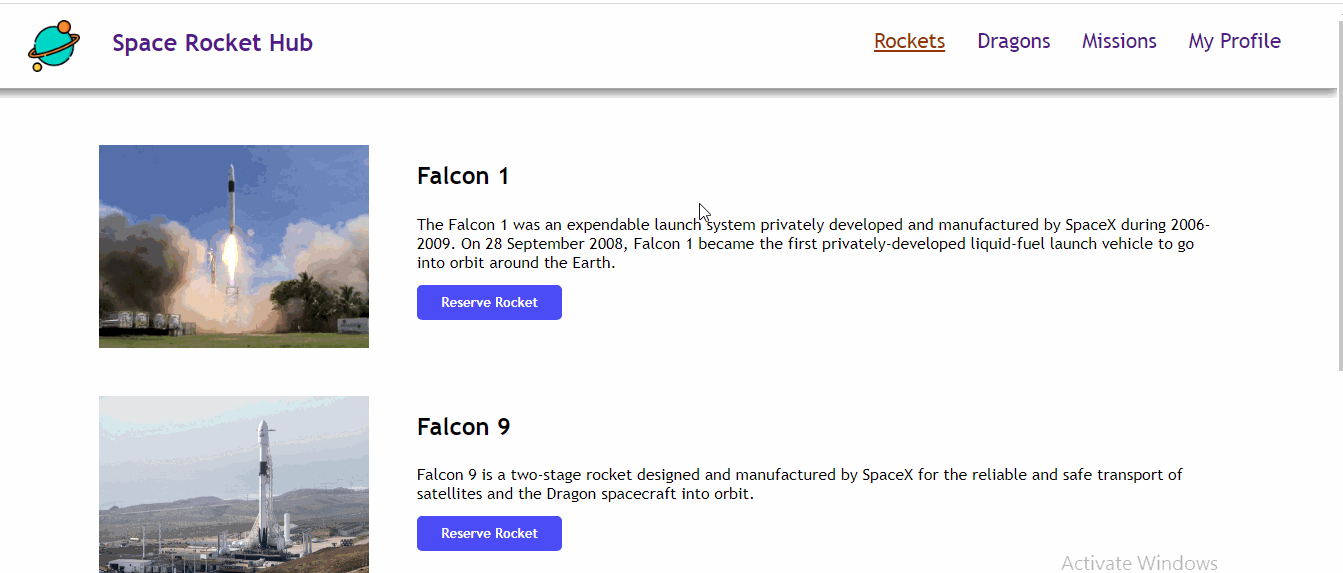 Space Rocket Hub
Rockets
Dragons
Missions
My Profile
Falcon 1
The Falcon 1 was an expendable launch system privately developed and manufactured by SpaceX during 2006-
2009. On 28 September 2008, Falcon 1 became the first privately-developed liquid-fuel launch vehicle to go
into orbit around the Earth.
Reserve Rocket
Falcon 9
Falcon 9 is a two-stage rocket designed and manufactured by SpaceX for the reliable and safe transport of
satellites and the Dragon spacecraft into orbit.
Reserve Rocket
Activate Windows